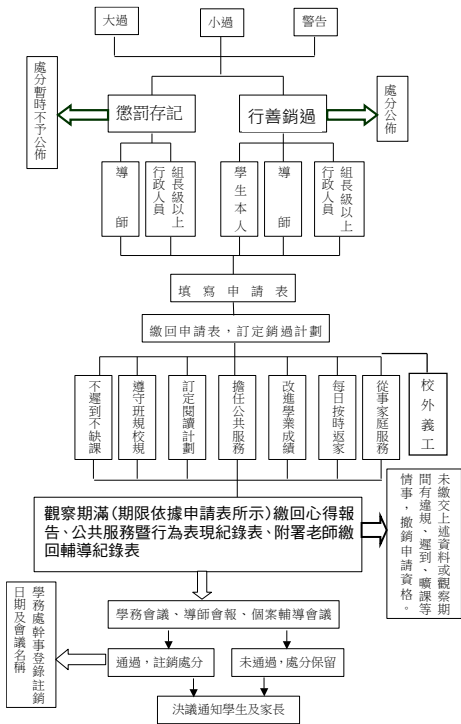 大過
小過
警告
處分暫時不予公佈
懲罰存記
行善銷過
處分公佈
導師
組長級以上
行政人員
學生本人
導師
組長級以上
行政人員
填寫申請表
繳回申請表，訂定銷過計劃
不遲到不缺課
遵守班規校規
訂定閱讀計劃
擔任公共服務
改進學業成績
每日按時返家
從事家庭服務
校外義工
觀察期滿（期限依據申請表所示）繳回心得報
告、公共服務暨行為表現紀錄表、附署老師繳
回輔導紀錄表
未繳交上述資料或觀察期
間有違規、遲到、曠課等
情事，撤銷申請資格。
學務會議、導師會報、個案輔導會議
學務處幹事登錄註銷
日期及會議名稱
通過，註銷處分
未通過，處分保留
決議通知學生及家長